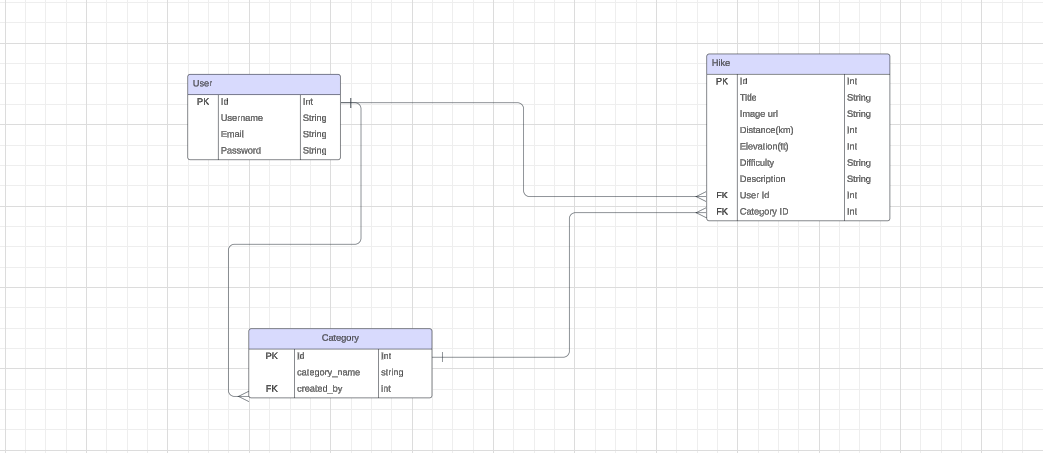 User
PK Id Int
Username String
Email String
Password String
Hike
PK Id Int
Title String
Image url String
Distance(km) Int
Elevation(ft) Int
Difficulty String
Description String
FK User Id Int
FK Category ID Int
Category
PK Id Int
category_name string
FK created_by int